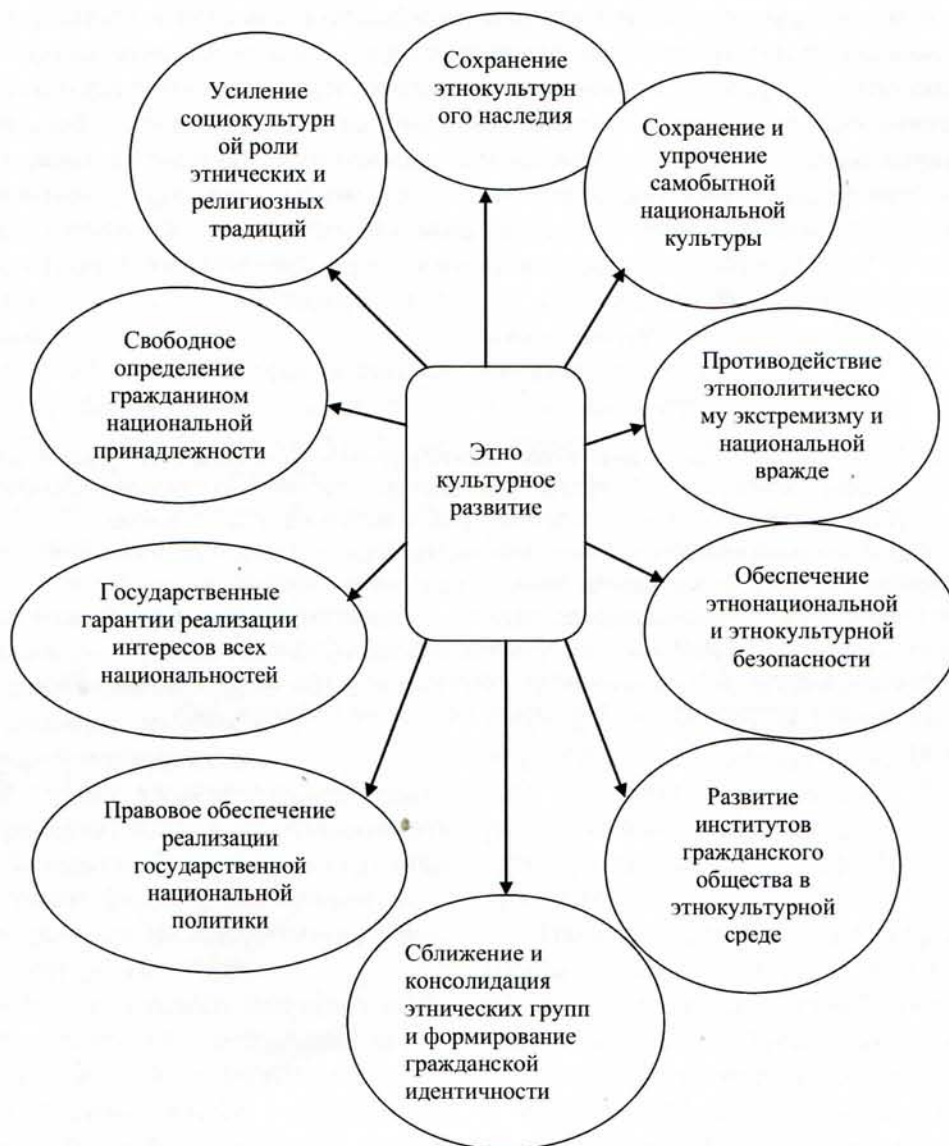 Сохранение
этнокультурн
ого наследия
Усиление
социокультурн
ой роли
этнических и
религиозных
традиций
Сохранение и
упрочение
самобытной
национальной
культуры
Свободное
определение
гражданином
национальной
принадлежности
Противодействие
этнополитическо
му экстремизму и
национальной
вражде
Этно
культурное
развитие
Государственные
гарантии реализации
интересов всех
национальностей
Обеспечение
этнонациональной
и этнокультурной
безопасности
Правовое обеспечение
реализации
государственной
национальной
политики
Развитие
институтов
гражданского
общества в
этнокультурной
среде
Сближение и
консолидация
этнических групп
и формирование
гражданской
идентичности